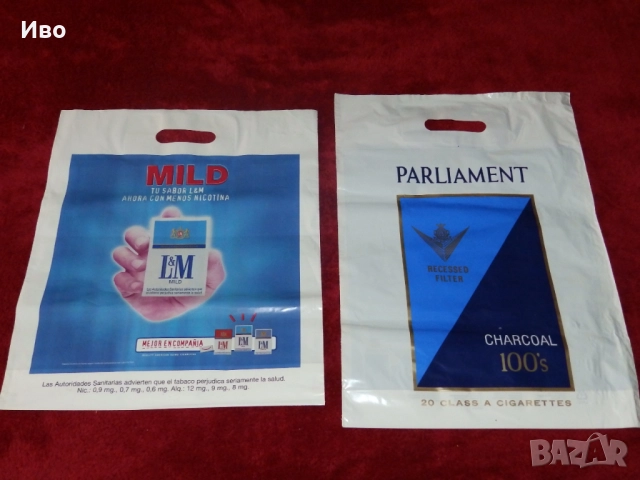 Иво
MILD
TU SABOR L&M
AHORA CON MENOS NICOTINA
L&M
MILD
MEJOR EN COMPAÑIA
L&M
L&M
L&M
Las Autoridades Sanitarias advierten que el tabaco perjudica seriamente la salud.
Nic.: 0,9 mg., 0,7 mg., 0,6 mg. Alq.: 12 mg., 9 mg., 8 mg.
PARLIAMENT
RECESSED
FILTER
CHARCOAL
100's
20 CLASS A CIGARETTES
BAZAR